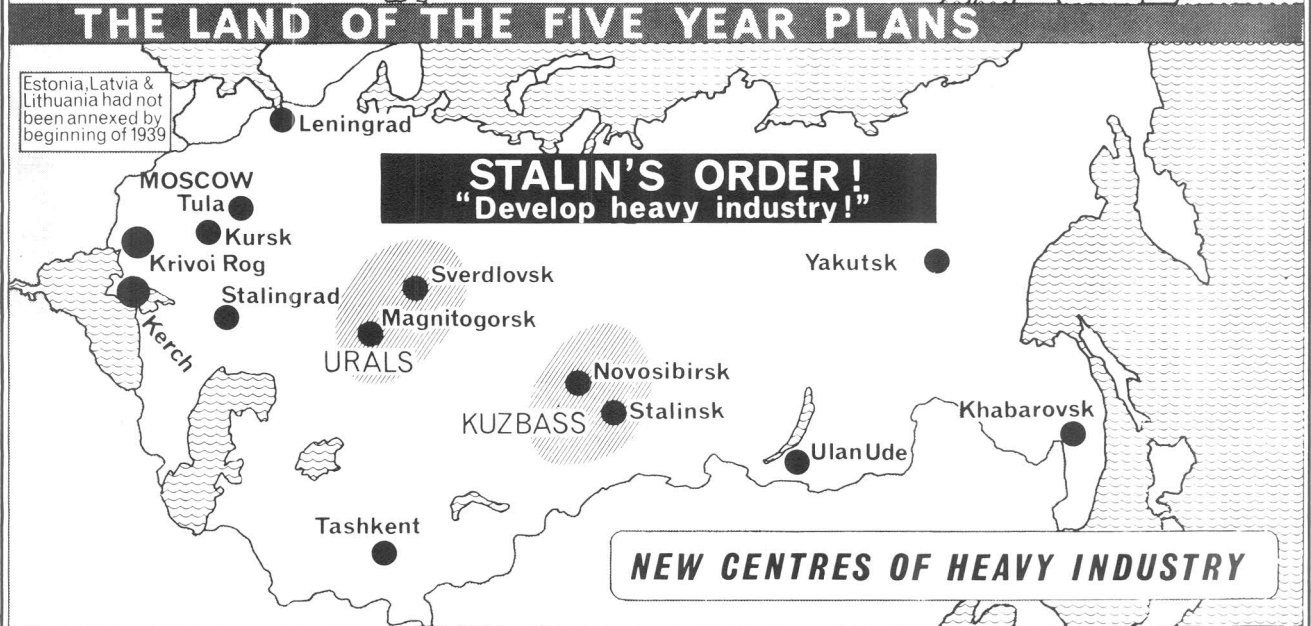 THE LAND OF THE FIVE YEAR PLANS
Estonia, Latvia &
Lithuania had not
been annexed by
beginning of 1939
Leningrad
STALIN'S ORDER!
“Develop heavy industry!”
MOSCOW
Tula
Kursk
Krivoi Rog
Yakutsk
Sverdlovsk
Stalingrad
Magnitogorsk
Kerch
URALS
Novosibirsk
KUZBASS
Stalinsk
Khabarovsk
Ulan Ude
Tashkent
NEW CENTRES OF HEAVY INDUSTRY